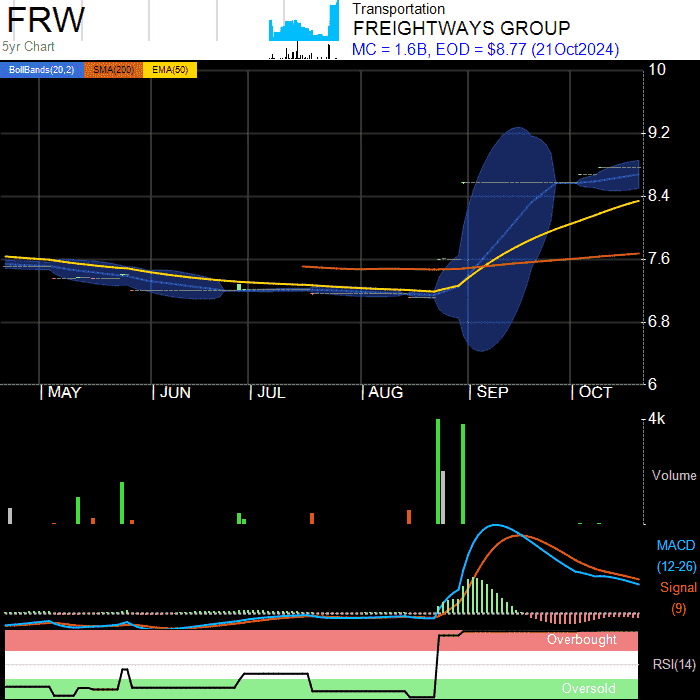 FRW
5yr Chart
Transportation
FREIGHTWAYS GROUP
MC = 1.6B, EOD = $8.77 (21Oct2024)
BollBands(20,2) SMA(200) EMA(50)
10
9.2
8.4
7.6
6.8
6
MAY JUN JUL AUG SEP OCT
4k
Volume
MACD
(12-26)
Signal
(9)
Overbought
RSI(14)
Oversold